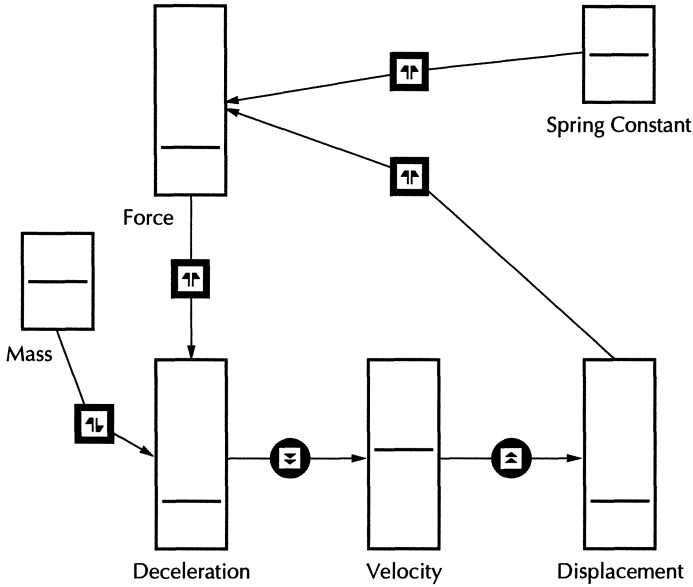 Spring Constant
Force
Mass
Deceleration
Velocity
Displacement